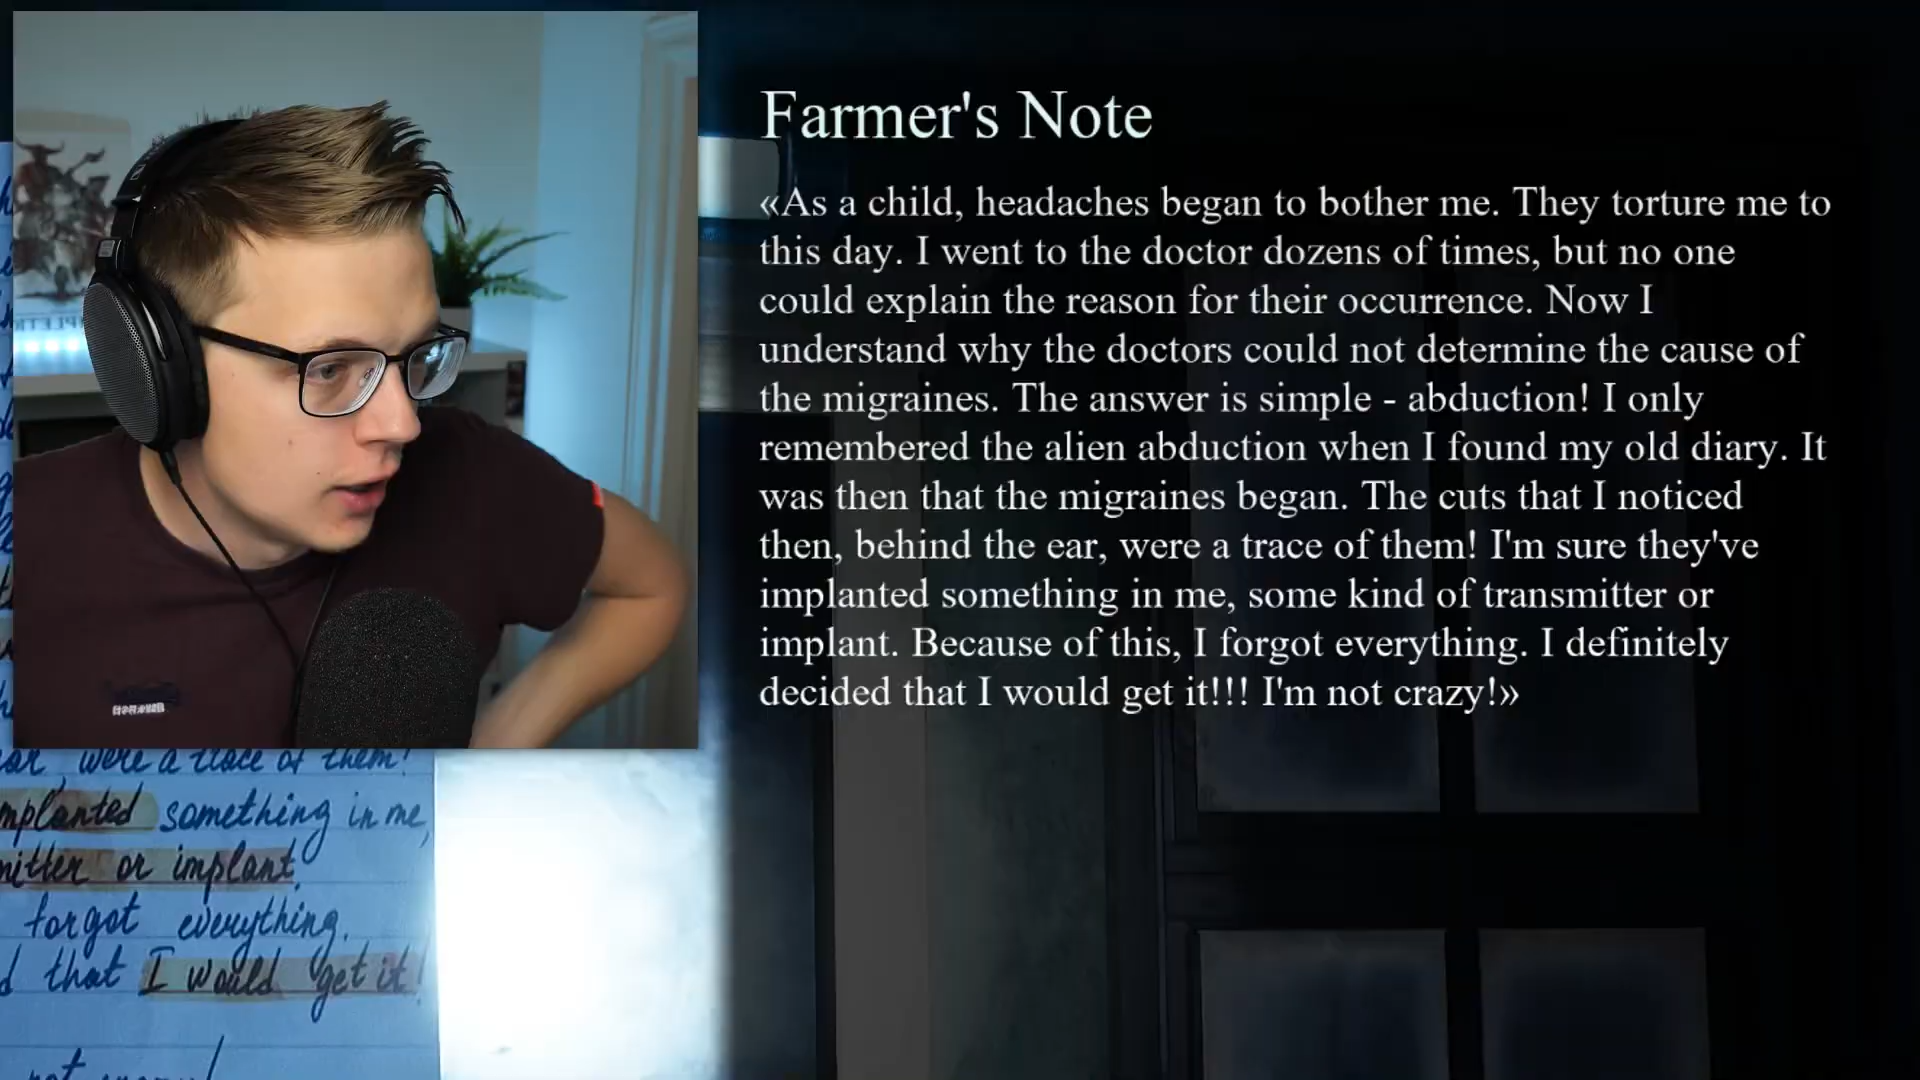 Farmer's Note
«As a child, headaches began to bother me. They torture me to
this day. I went to the doctor dozens of times, but no one
could explain the reason for their occurrence. Now I
understand why the doctors could not determine the cause of
the migraines. The answer is simple - abduction! I only
remembered the alien abduction when I found my old diary. It
was then that the migraines began. The cuts that I noticed
then, behind the ear, were a trace of them! I'm sure they've
implanted something in me, some kind of transmitter or
implant. Because of this, I forgot everything. I definitely
decided that I would get it!!! I'm not crazy!»
were a trace of them!
something in me,
or implant.
forgot everything.
that I would get it!